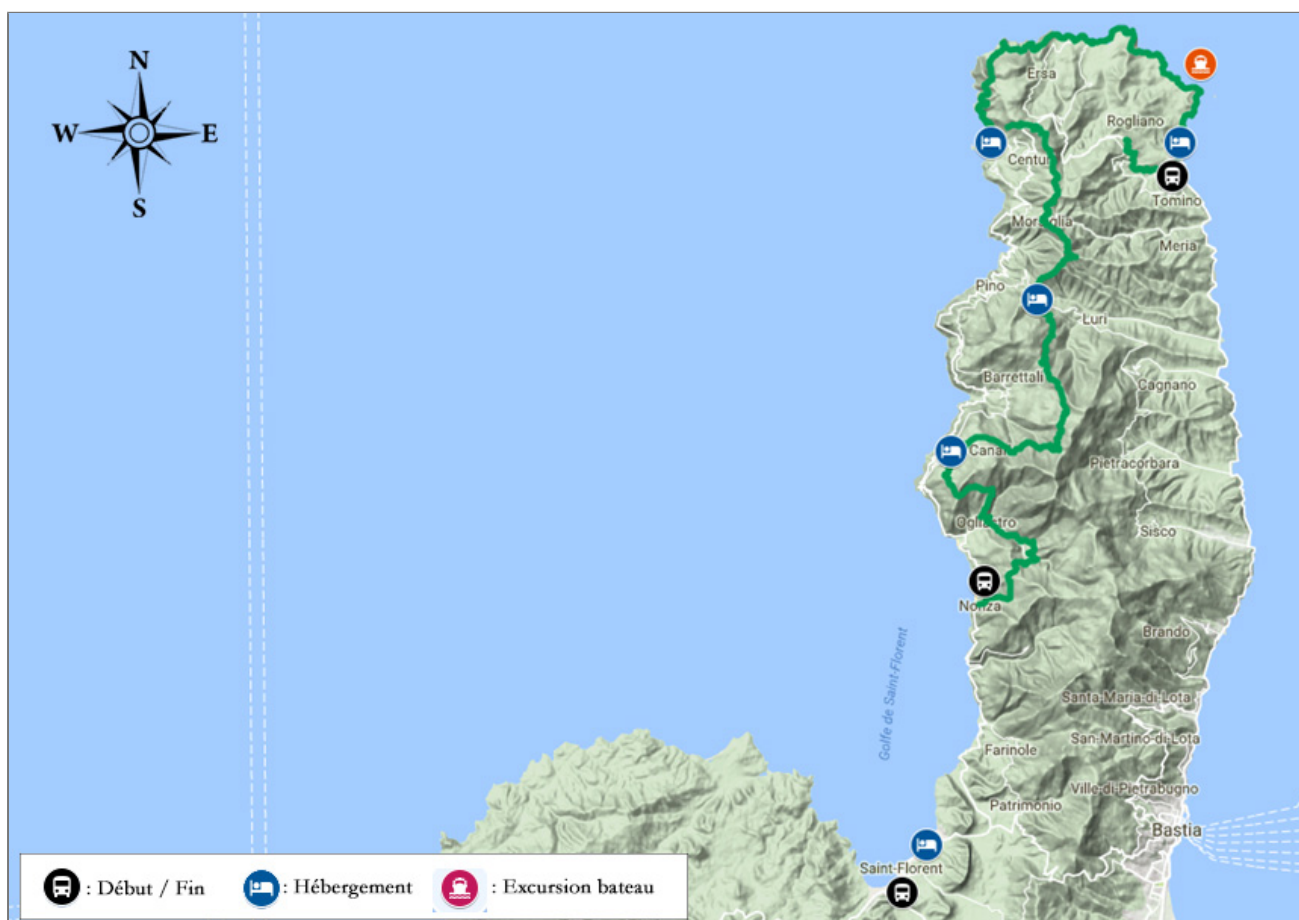 N
W
E
S
Ersa
Rogliano
Centuri
Tomino
Morsiglia
Meria
Pino
Luri
Barrettali
Cagnano
Canari
Pietracorbara
Ogliastro
Sisco
Nonza
Brando
Golfe de Saint-Florent
Santa-Maria-di-Lota
San-Martino-di-Lota
Farinole
Ville-di-Pietrabugno
Patrimonio
Bastia
Saint-Florent
: Début / Fin
: Hébergement
: Excursion bateau